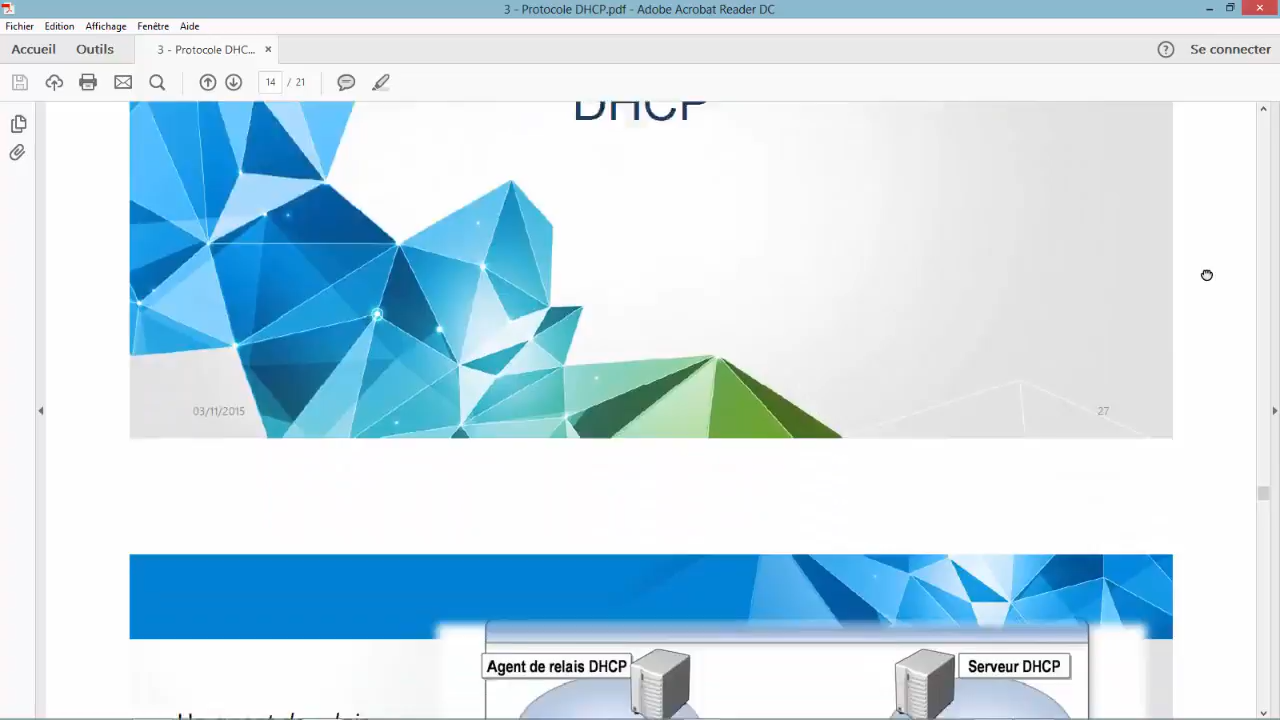 3 - Protocole DHCP.pdf - Adobe Acrobat Reader DC
Fichier Edition Affichage Fenêtre Aide
Accueil Outils 3 - Protocole DHC... × ? Se connecter
14 / 21
DHCP
03/11/2015 27
Agent de relais DHCP Serveur DHCP